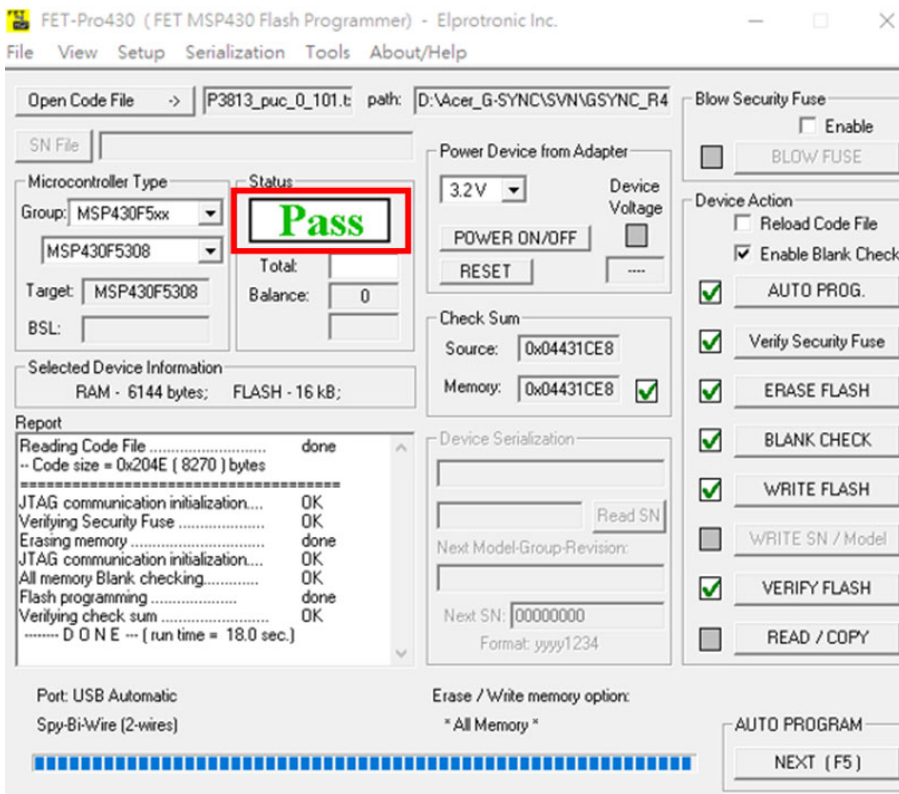 FET-Pro430 ( FET MSP430 Flash Programmer) - Elprotronic Inc.
File View Setup Serialization Tools About/Help
Open Code File -> P3813_puc_0_101.t: path: D:\Acer_G-SYNC\SVN\GSYNC_R4
SN File
Microcontroller Type
Group: MSP430F5xx
MSP430F5308
Target: MSP430F5308
BSL:
Status
Pass
Total:
Balance: 0
Selected Device Information
RAM - 6144 bytes; FLASH - 16 kB;
Report
Reading Code File ........................... done
-- Code size = 0x204E ( 8270 ) bytes
=====================================
JTAG communication initialization.... OK
Verifying Security Fuse ..................... OK
Erasing memory ............................... done
JTAG communication initialization.... OK
All memory Blank checking............. OK
Flash programming .................... done
Verifying check sum ......................... OK
-------- D O N E --- ( run time = 18.0 sec.)
Power Device from Adapter
3.2 V
Device
Voltage
POWER ON/OFF
RESET
----
Check Sum
Source: 0x04431CE8
Memory: 0x04431CE8
Device Serialization
Read SN
Next Model-Group-Revision:
Next SN: 00000000
Format: yyyy1234
Blow Security Fuse
Enable
BLOW FUSE
Device Action
Reload Code File
Enable Blank Check
AUTO PROG.
Verify Security Fuse
ERASE FLASH
BLANK CHECK
WRITE FLASH
WRITE SN / Model
VERIFY FLASH
READ / COPY
Port: USB Automatic
Spy-Bi-Wire (2-wires)
Erase / Write memory option:
* All Memory *
AUTO PROGRAM
NEXT ( F5 )